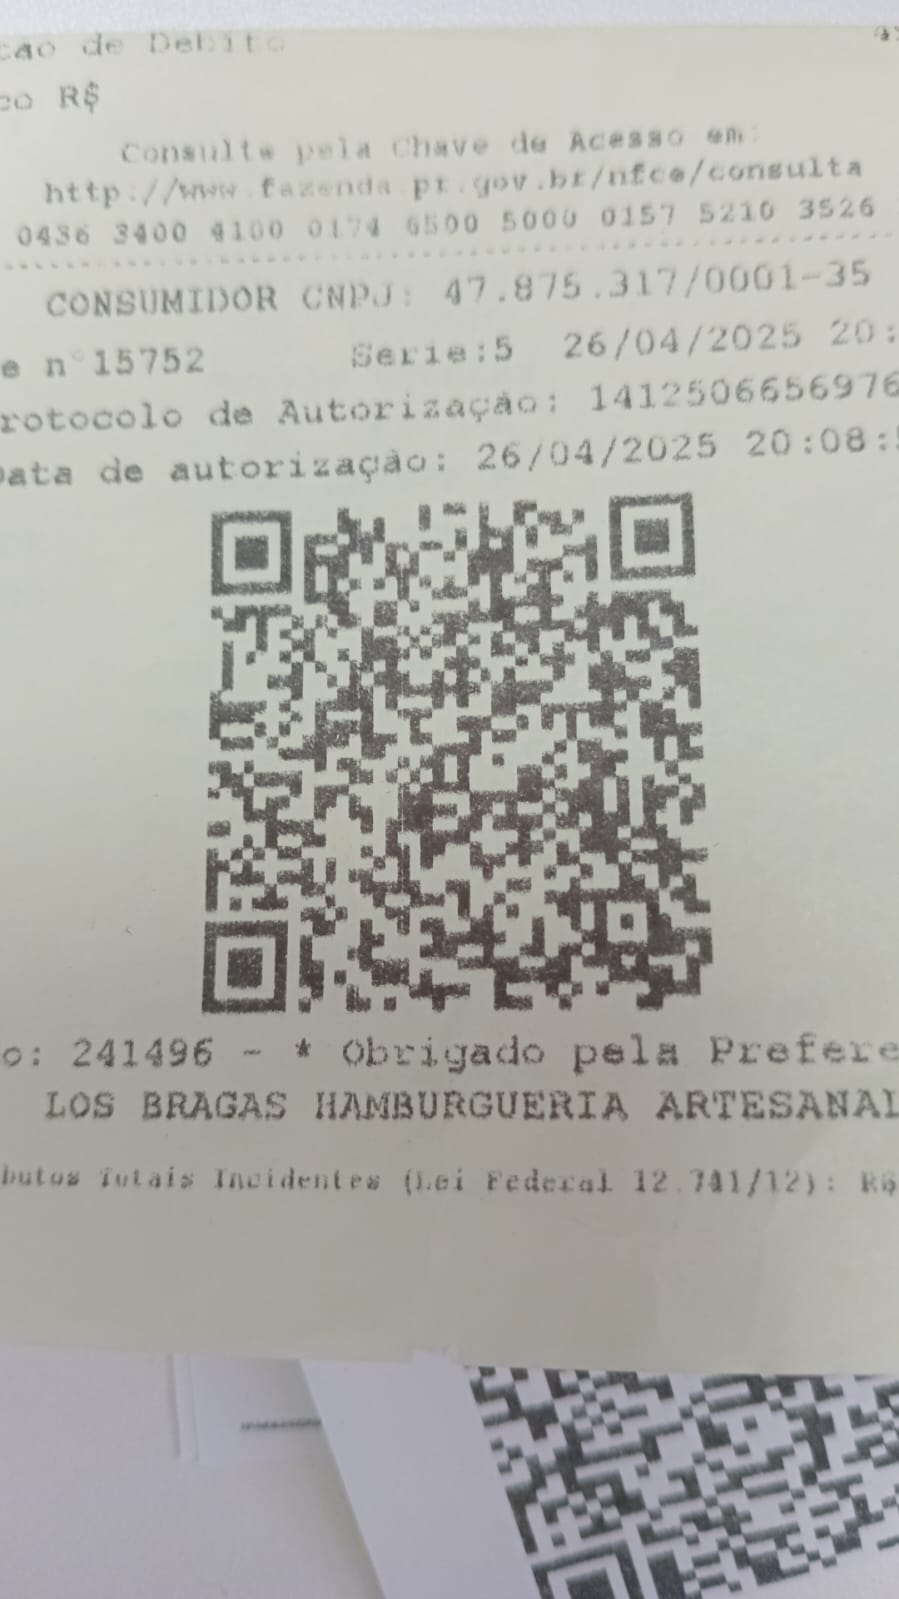 cao de Debito
co R$
Consulte pela Chave de Acesso em:
http://www.fazenda.pr.gov.br/nfce/consulta
0436 3400 4100 0174 6500 5000 0157 5210 3526
CONSUMIDOR CNPJ: 47.875.317/0001-35
e n°15752 Serie:5 26/04/2025 20:
rotocolo de Autorização: 1412506656976
Data de autorização: 26/04/2025 20:08:
o: 241496 - * Obrigado pela Prefere
LOS BRAGAS HAMBURGUERIA ARTESANAL
butos Totais Incidentes (Lei Federal 12.741/12): R$